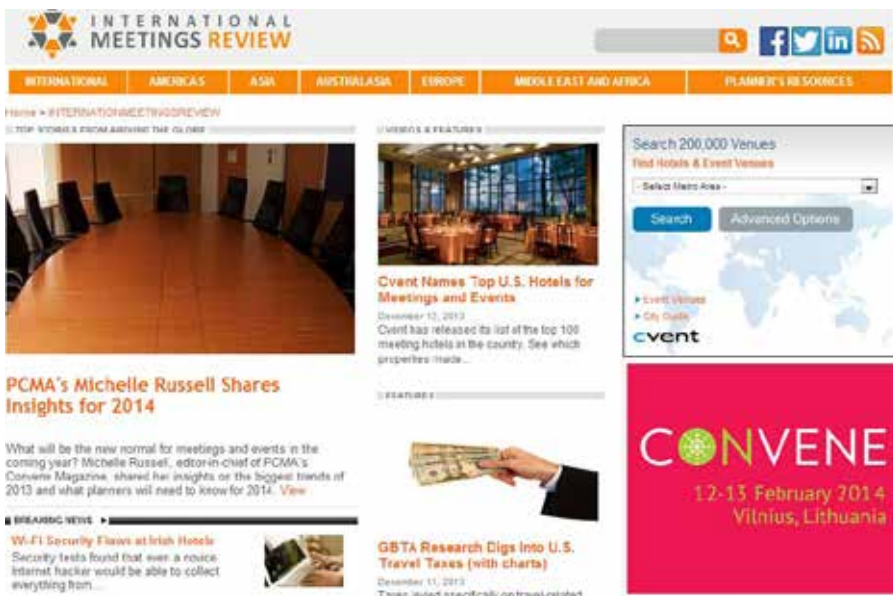 INTERNATIONAL
MEETINGS REVIEW
INTERNATIONAL
AMERICAS
ASIA
AUSTRALASIA
EUROPE
MIDDLE EAST AND AFRICA
PLANNER'S RESOURCES
Home > INTERNATIONMEETINGSREVIEW
TOP STORIES FROM AROUND THE GLOBE
PCMA's Michelle Russell Shares
Insights for 2014
What will be the new normal for meetings and events in the
coming year? Michelle Russell, editor-in-chief of PCMA's
Convene Magazine, shared her insights on the biggest trends of
2013 and what planners will need to know for 2014. View
BREAKING NEWS
Wi-Fi Security Flaws at Irish Hotels
Security tests found that even a novice
Internet hacker would be able to collect
everything from...
VIDEOS & FEATURES
Cvent Names Top U.S. Hotels for
Meetings and Events
December 12, 2013
Cvent has released its list of the top 100
meeting hotels in the country. See which
properties made...
FEATURES
GBTA Research Digs Into U.S.
Travel Taxes (with charts)
December 11, 2013
Taxes levied specifically on travel-related
Search 200,000 Venues
Find Hotels & Event Venues
- Select Metro Area -
Search
Advanced Options
Event Venues
City Guide
cvent
CONVENE
12-13 February 2014
Vilnius, Lithuania